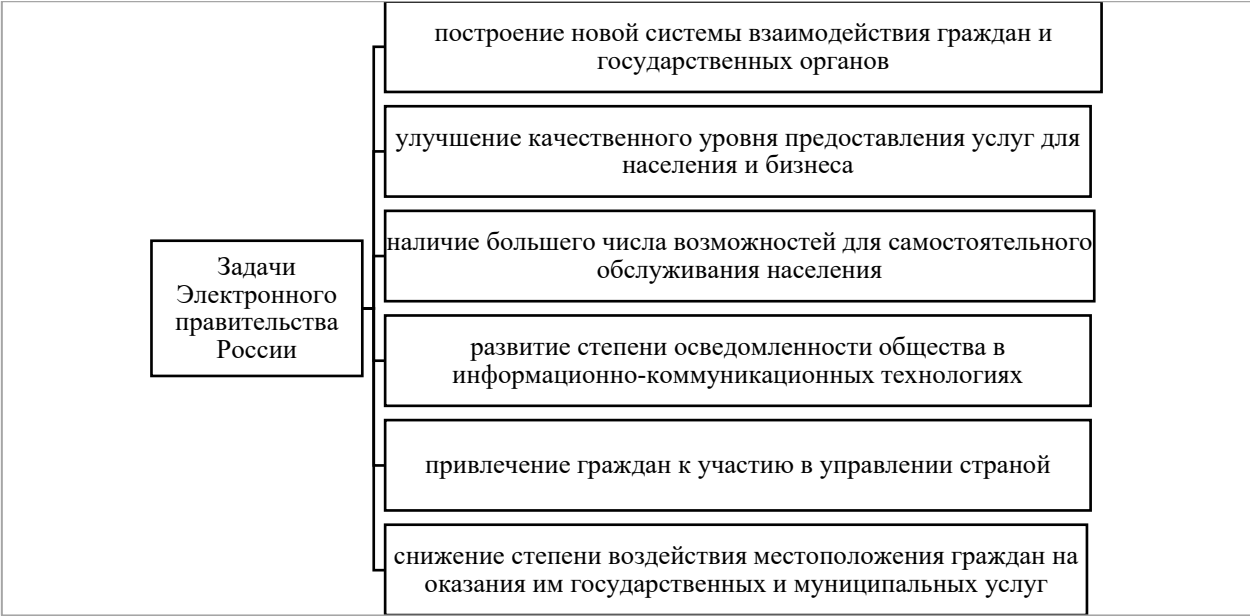 построение новой системы взаимодействия граждан и
государственных органов
улучшение качественного уровня предоставления услуг для
населения и бизнеса
наличие большего числа возможностей для самостоятельного
обслуживания населения
Задачи
Электронного
правительства
России
развитие степени осведомленности общества в
информационно-коммуникационных технологиях
привлечение граждан к участию в управлении страной
снижение степени воздействия местоположения граждан на
оказания им государственных и муниципальных услуг